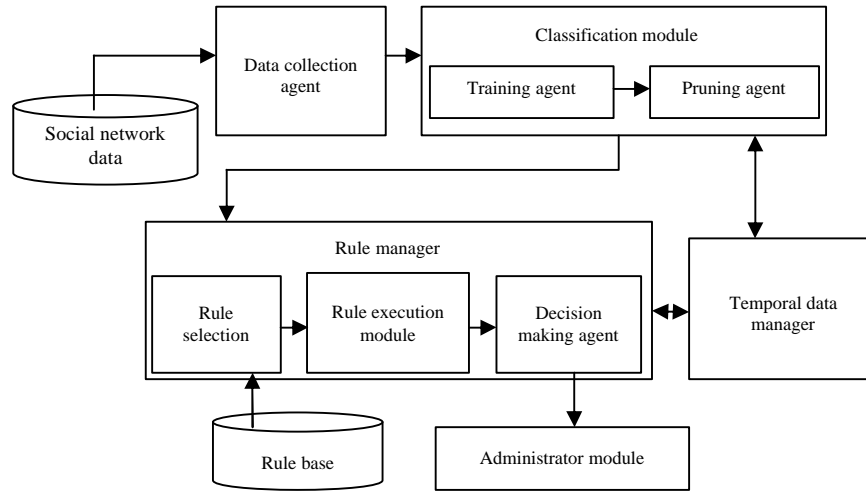 Classification module
Data collection
agent
Training agent
Pruning agent
Social network
data
Rule manager
Rule
selection
Rule execution
module
Decision
making agent
Temporal data
manager
Rule base
Administrator module